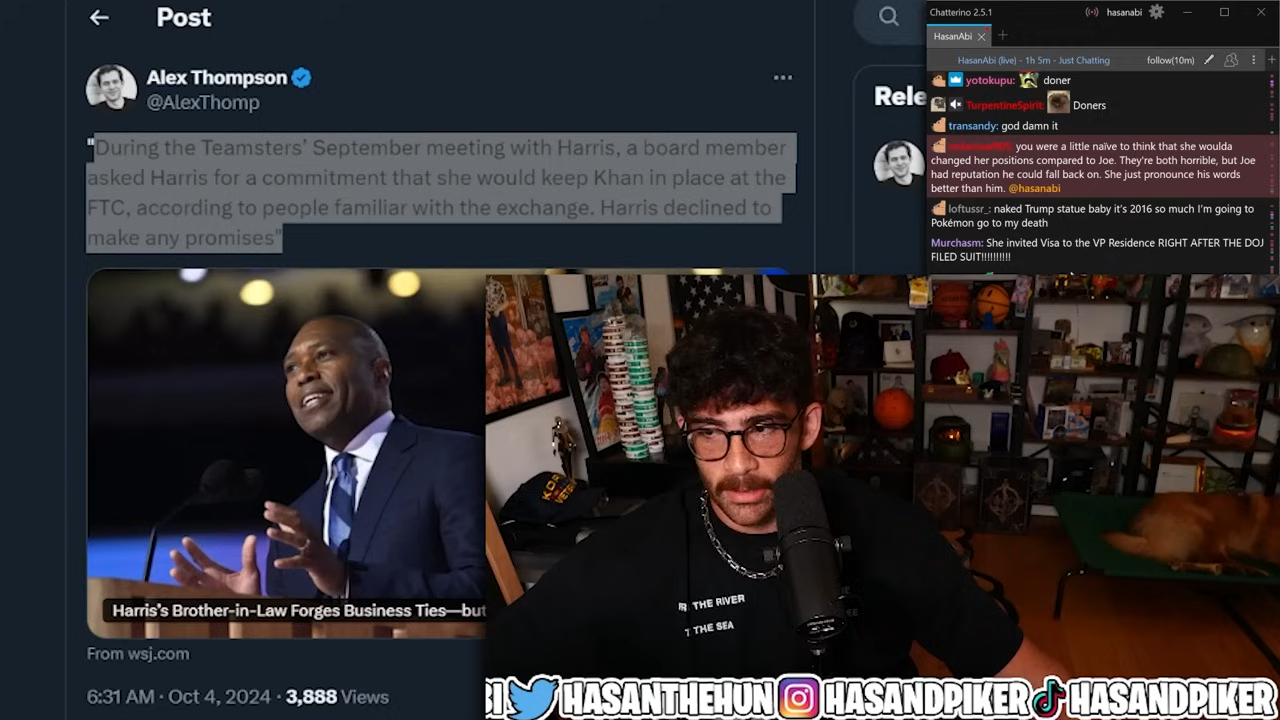 Post
Alex Thompson
@AlexThomp
"During the Teamsters' September meeting with Harris, a board member
asked Harris for a commitment that she would keep Khan in place at the
FTC, according to people familiar with the exchange. Harris declined to
make any promises"
Harris's Brother-in-Law Forges Business Ties—but
From wsj.com
6:31 AM · Oct 4, 2024 · 3,888 Views
Rele
Chatterino 2.5.1
hasanabi
HasanAbi
HasanAbi (live) - 1h 5m - Just Chatting
follow(10m)
yotokupu: doner
TurpentineSpirit: Doners
transandy: god damn it
you were a little naïve to think that she woulda
changed her positions compared to Joe. They're both horrible, but Joe
had reputation he could fall back on. She just pronounce his words
better than him. @hasanabi
loftussr_: naked Trump statue baby it's 2016 so much I'm going to
Pokémon go to my death
Murchasm: She invited Visa to the VP Residence RIGHT AFTER THE DOJ
FILED SUIT!!!!!!!!!!
THE RIVER
THE SEA
BI
HASANTHEHUN
HASANDPIKER
HASANDPIKER